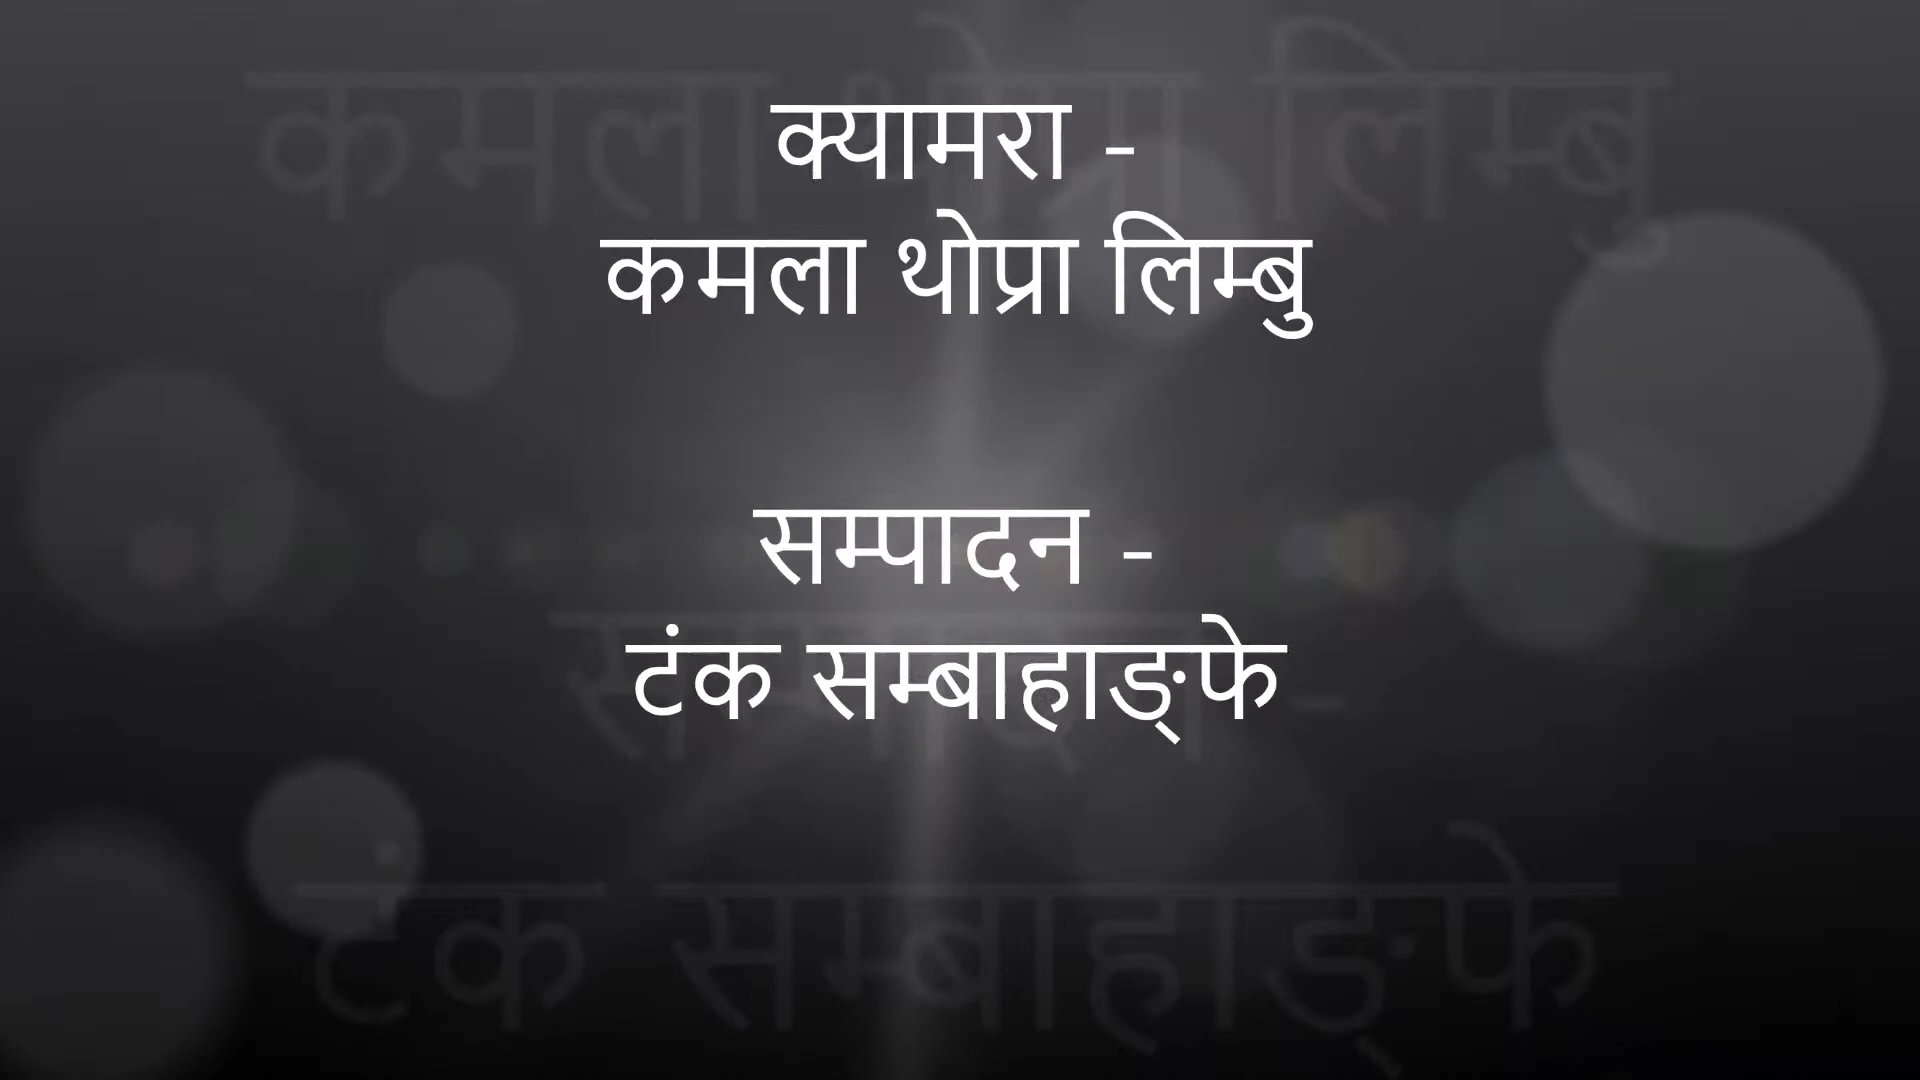 क्यामरा -
कमला थोप्रा लिम्बु
सम्पादन -
टंक सम्बाहाङ्फे